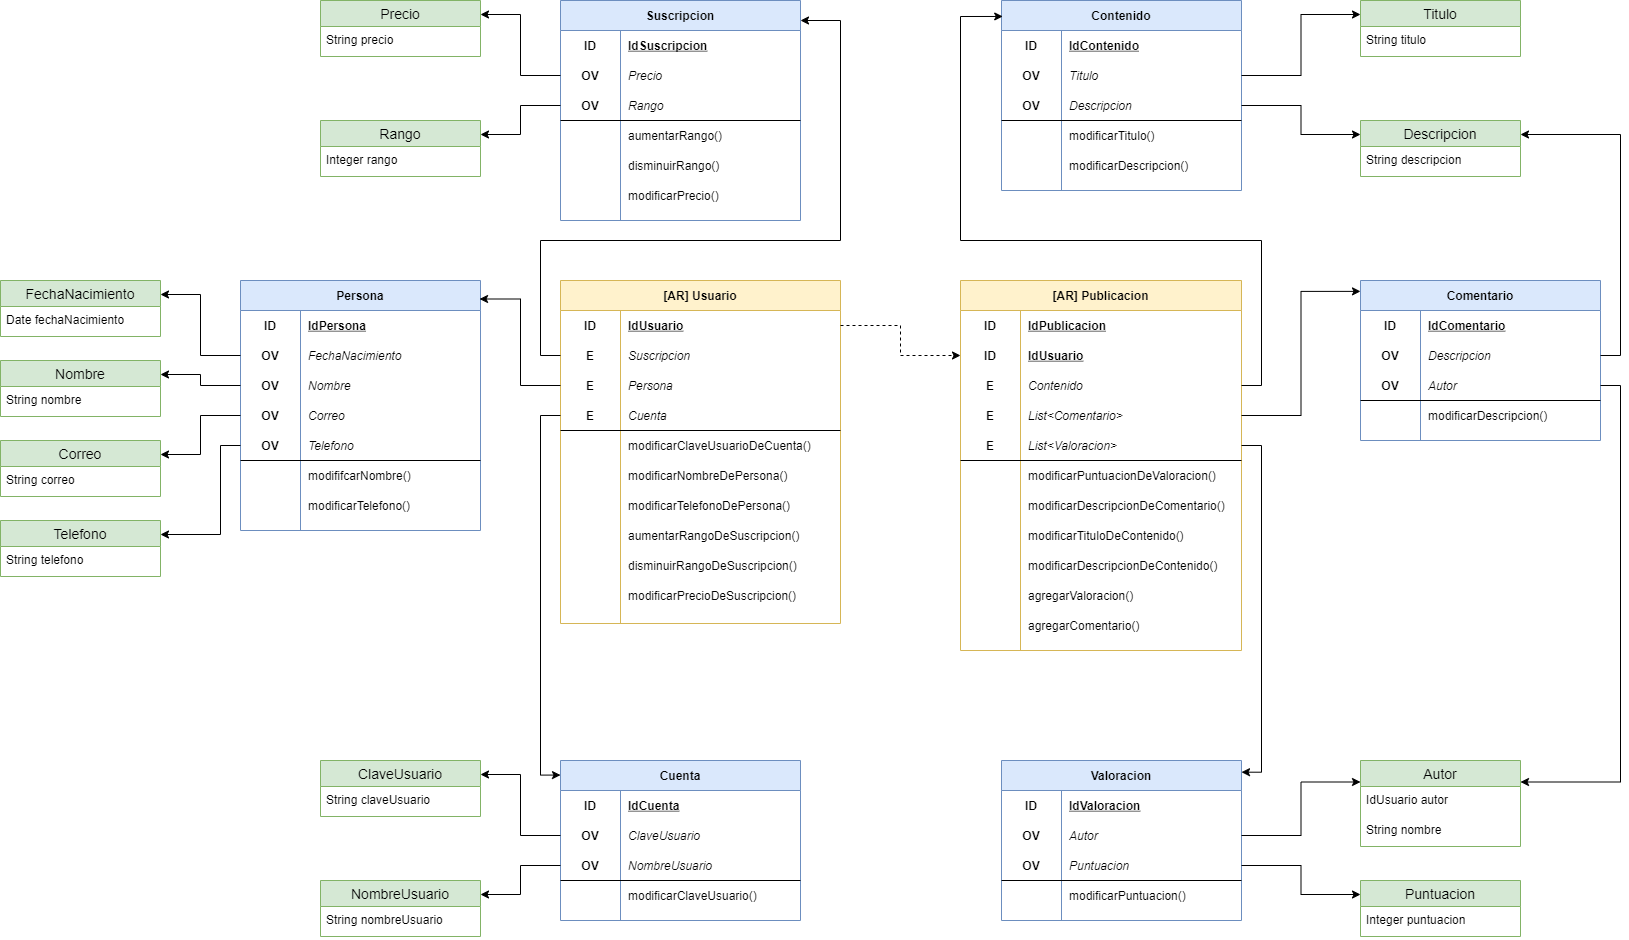 Precio
String precio
Rango
Integer rango
Suscripcion
ID IdSuscripcion
OV Precio
OV Rango
aumentarRango()
disminuirRango()
modificarPrecio()
Contenido
ID IdContenido
OV Titulo
OV Descripcion
modificarTitulo()
modificarDescripcion()
Titulo
String titulo
Descripcion
String descripcion
FechaNacimiento
Date fechaNacimiento
Nombre
String nombre
Correo
String correo
Telefono
String telefono
Persona
ID IdPersona
OV FechaNacimiento
OV Nombre
OV Correo
OV Telefono
modififcarNombre()
modificarTelefono()
[AR] Usuario
ID IdUsuario
E Suscripcion
E Persona
E Cuenta
modificarClaveUsuarioDeCuenta()
modificarNombreDePersona()
modificarTelefonoDePersona()
aumentarRangoDeSuscripcion()
disminuirRangoDeSuscripcion()
modificarPrecioDeSuscripcion()
[AR] Publicacion
ID IdPublicacion
ID IdUsuario
E Contenido
E List<Comentario>
E List<Valoracion>
modificarPuntuacionDeValoracion()
modificarDescripcionDeComentario()
modificarTituloDeContenido()
modificarDescripcionDeContenido()
agregarValoracion()
agregarComentario()
Comentario
ID IdComentario
OV Descripcion
OV Autor
modificarDescripcion()
ClaveUsuario
String claveUsuario
NombreUsuario
String nombreUsuario
Cuenta
ID IdCuenta
OV ClaveUsuario
OV NombreUsuario
modificarClaveUsuario()
Valoracion
ID IdValoracion
OV Autor
OV Puntuacion
modificarPuntuacion()
Autor
IdUsuario autor
String nombre
Puntuacion
Integer puntuacion